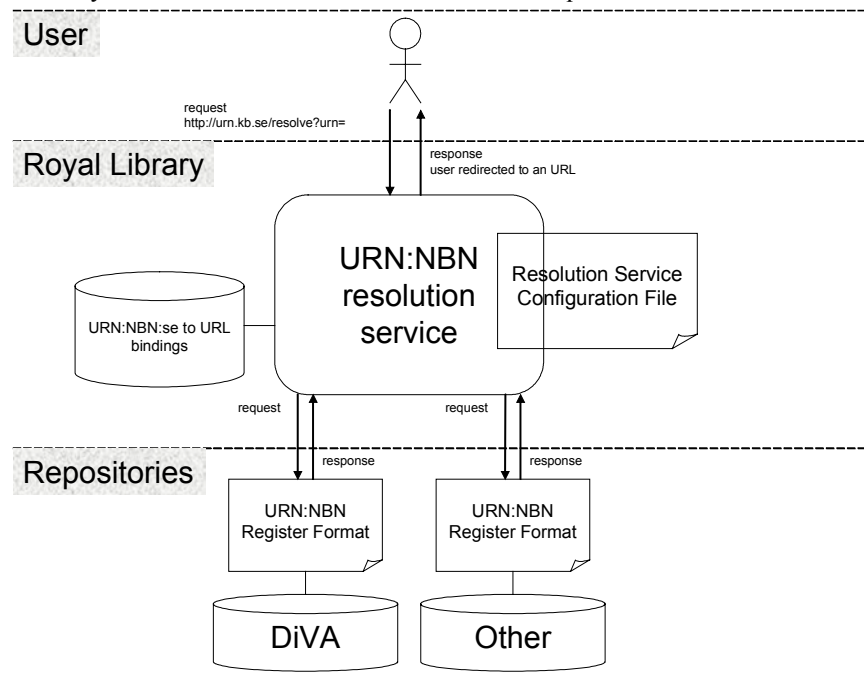 User
request
http://urn.kb.se/resolve?urn=
Royal Library
response
user redirected to an URL
URN:NBN
resolution
service
Resolution Service
Configuration File
URN:NBN:se to URL
bindings
request
request
Repositories
response
response
URN:NBN
Register Format
URN:NBN
Register Format
DiVA
Other